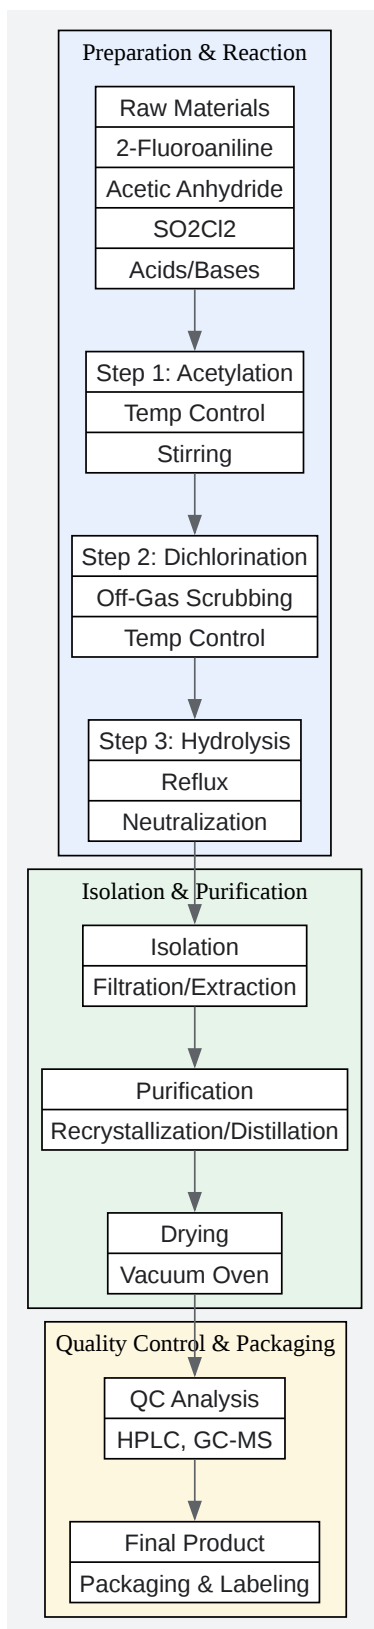 Preparation & Reaction
Raw Materials
2-Fluoroaniline
Acetic Anhydride
SO2Cl2
Acids/Bases
Step 1: Acetylation
Temp Control
Stirring
Step 2: Dichlorination
Off-Gas Scrubbing
Temp Control
Step 3: Hydrolysis
Reflux
Neutralization
Isolation & Purification
Isolation
Filtration/Extraction
Purification
Recrystallization/Distillation
Drying
Vacuum Oven
Quality Control & Packaging
QC Analysis
HPLC, GC-MS
Final Product
Packaging & Labeling